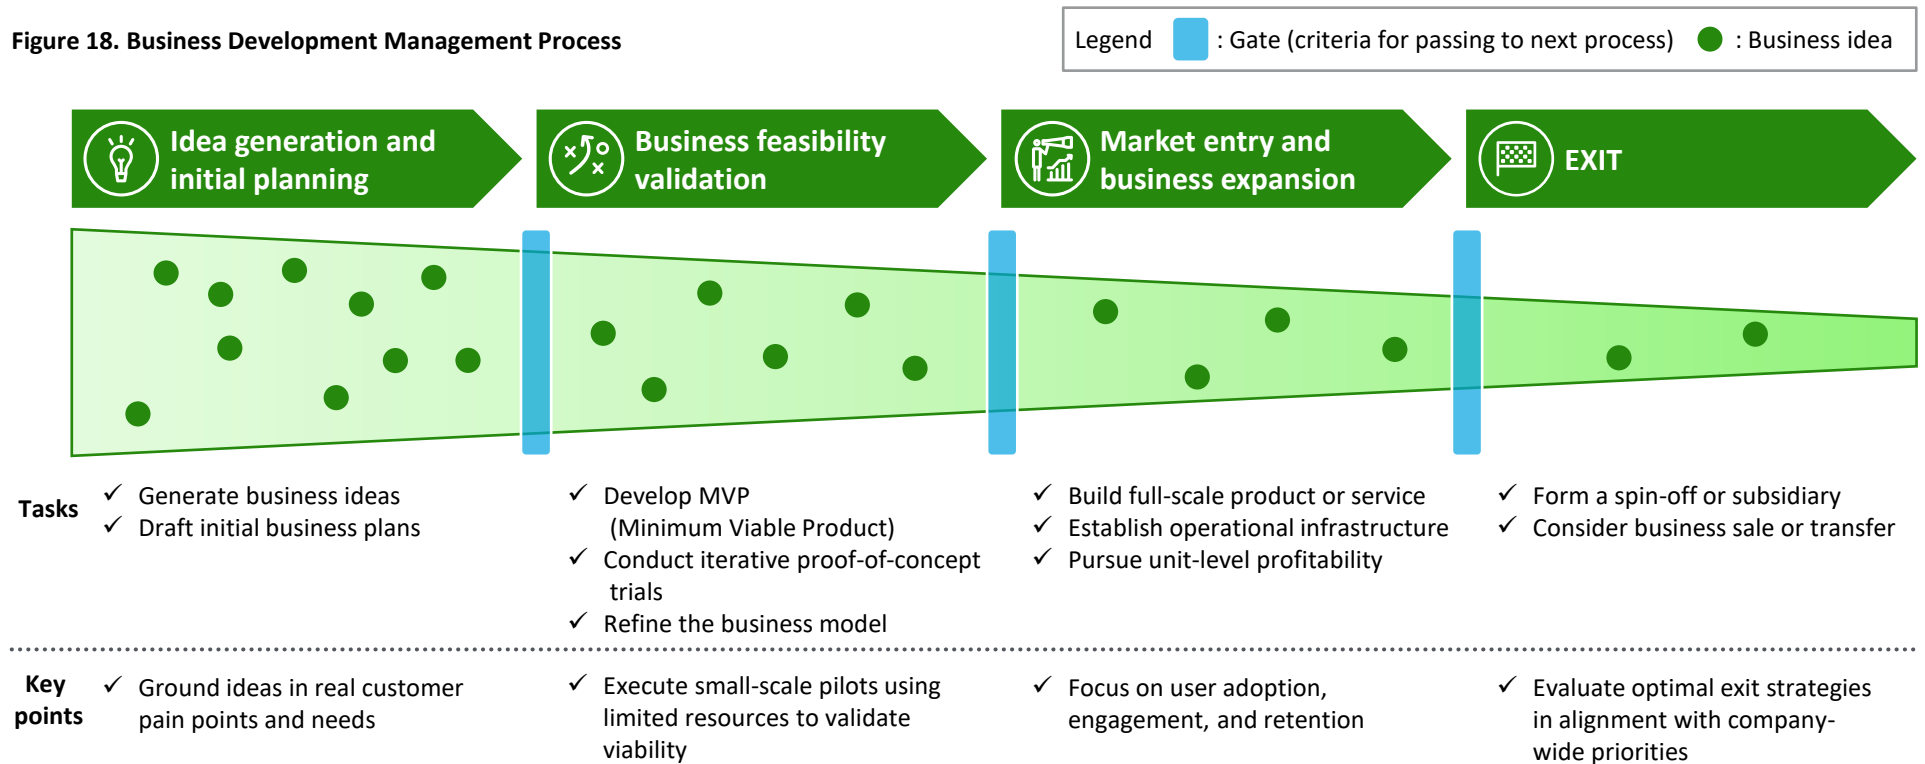 Figure 18. Business Development Management Process
Legend : Gate (criteria for passing to next process) : Business idea
Idea generation and
initial planning
Business feasibility
validation
Market entry and
business expansion
EXIT
Tasks
✓ Generate business ideas
✓ Draft initial business plans
✓ Develop MVP
(Minimum Viable Product)
✓ Conduct iterative proof-of-concept
trials
✓ Refine the business model
✓ Build full-scale product or service
✓ Establish operational infrastructure
✓ Pursue unit-level profitability
✓ Form a spin-off or subsidiary
✓ Consider business sale or transfer
Key
points
✓ Ground ideas in real customer
pain points and needs
✓ Execute small-scale pilots using
limited resources to validate
viability
✓ Focus on user adoption,
engagement, and retention
✓ Evaluate optimal exit strategies
in alignment with company-
wide priorities